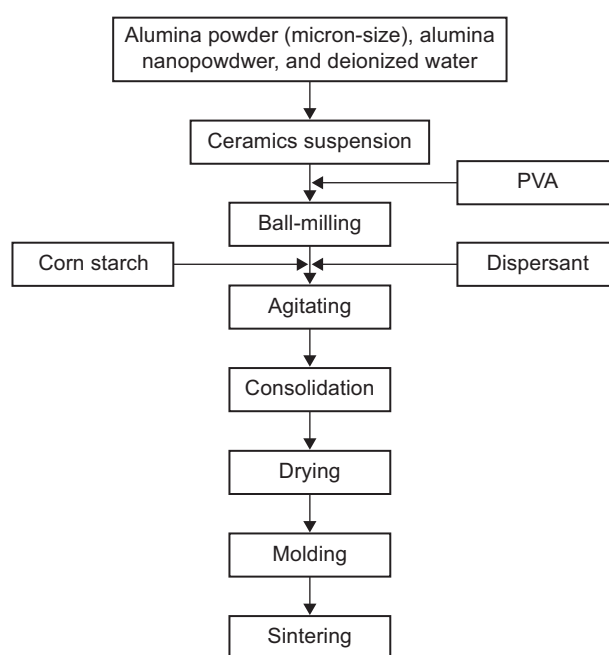 Alumina powder (micron-size), alumina
nanopowdwer, and deionized water
Ceramics suspension
PVA
Ball-milling
Corn starch
Dispersant
Agitating
Consolidation
Drying
Molding
Sintering